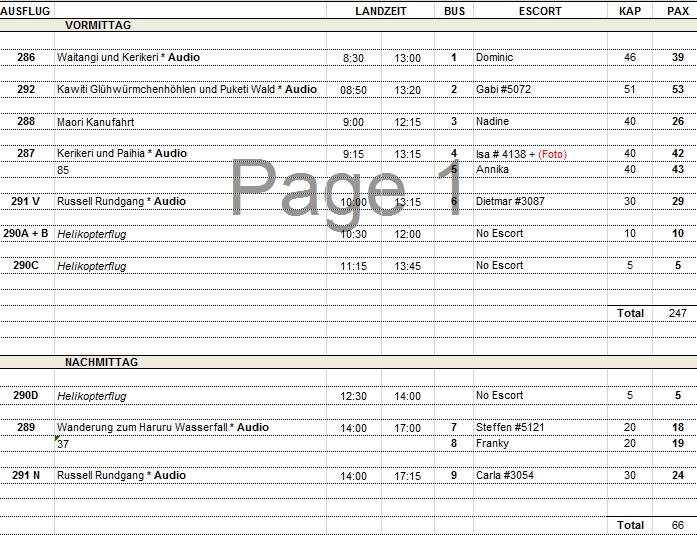 AUSFLUG LANDZEIT BUS ESCORT KAP PAX
VORMITTAG
286 Waitangi und Kerikeri * Audio 8:30 13:00 1 Dominic 46 39
292 Kawiti Glühwürmchenhöhlen und Puketi Wald * Audio 08:50 13:20 2 Gabi #5072 51 53
288 Maori Kanufahrt 9:00 12:15 3 Nadine 40 26
287 Kerikeri und Paihia * Audio 9:15 13:15 4 Isa # 4138 + (Foto) 40 42
85 5 Annika 40 43
Page 1
291 V Russell Rundgang * Audio 10:00 13:15 6 Dietmar #3087 30 29
290A + B Helikopterflug 10:30 12:00 No Escort 10 10
290C Helikopterflug 11:15 13:45 No Escort 5 5
Total 247
NACHMITTAG
290D Helikopterflug 12:30 14:00 No Escort 5 5
289 Wanderung zum Haruru Wasserfall * Audio 14:00 17:00 7 Steffen #5121 20 18
37 8 Franky 20 19
291 N Russell Rundgang * Audio 14:00 17:15 9 Carla #3054 30 24
Total 66